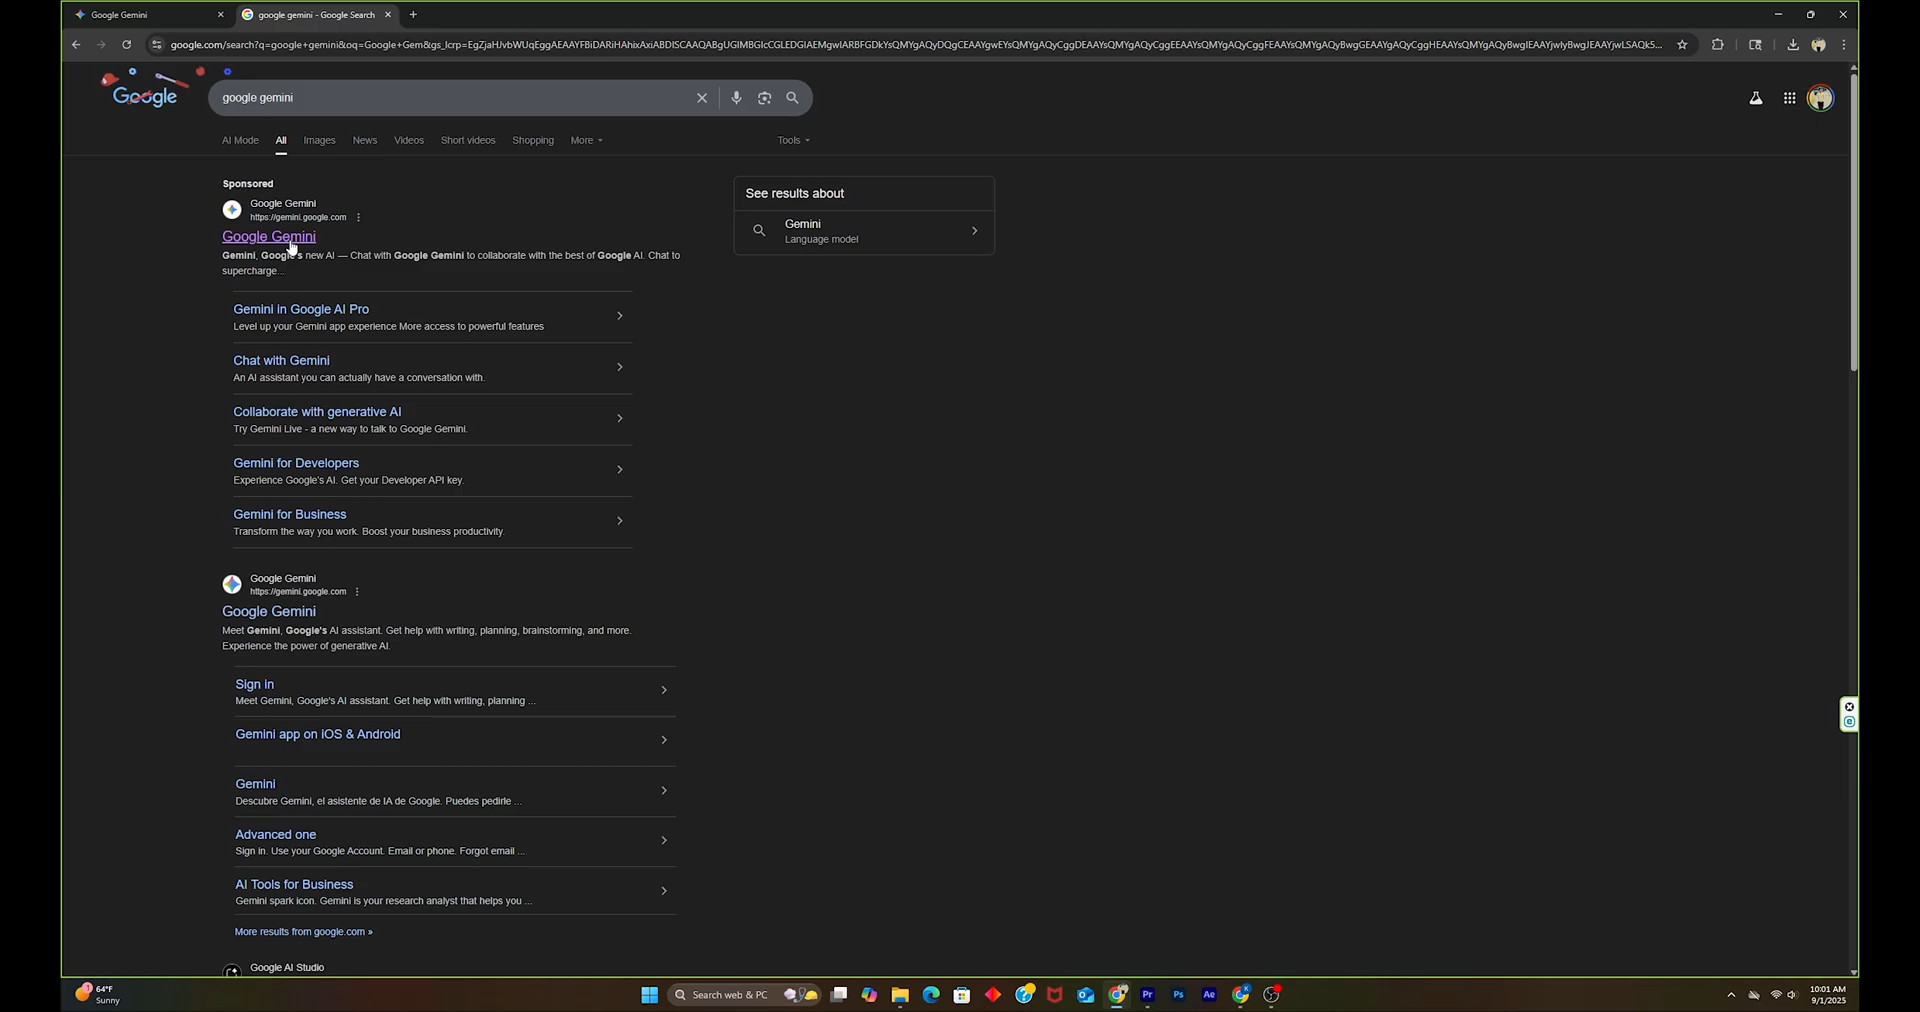 Google Gemini
google gemini - Google Search
Google
google gemini
AI Mode
All
Images
News
Videos
Short videos
Shopping
More
Tools
Sponsored
Google Gemini
https://gemini.google.com
Google Gemini
Gemini, Google's new AI — Chat with Google Gemini to collaborate with the best of Google AI. Chat to
supercharge...
Gemini in Google AI Pro
Level up your Gemini app experience More access to powerful features
Chat with Gemini
An AI assistant you can actually have a conversation with.
Collaborate with generative AI
Try Gemini Live - a new way to talk to Google Gemini.
Gemini for Developers
Experience Google's AI. Get your Developer API key.
Gemini for Business
Transform the way you work. Boost your business productivity.
See results about
Gemini
Language model
Google Gemini
https://gemini.google.com
Google Gemini
Meet Gemini, Google's AI assistant. Get help with writing, planning, brainstorming, and more.
Experience the power of generative AI.
Sign in
Meet Gemini, Google's AI assistant. Get help with writing, planning ...
Gemini app on iOS & Android
Gemini
Descubre Gemini, el asistente de IA de Google. Puedes pedirle ...
Advanced one
Sign in. Use your Google Account. Email or phone. Forgot email ...
AI Tools for Business
Gemini spark icon. Gemini is your research analyst that helps you ...
More results from google.com »
Google AI Studio
1
64°F
Sunny
Search web & PC
Pr
Ps
Ae
K
10:01 AM
9/1/2025